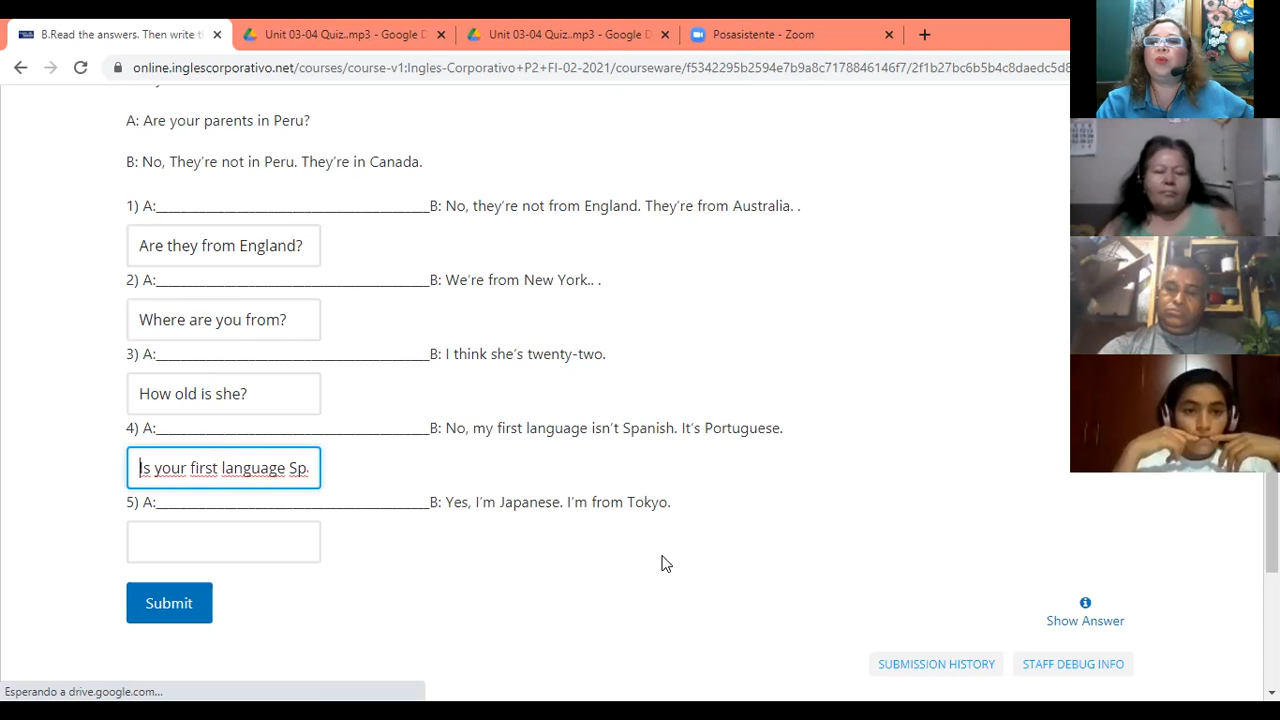 B.Read the answers. Then write th
Unit 03-04 Quiz..mp3 - Google D
Unit 03-04 Quiz..mp3 - Google D
Posasistente - Zoom
online.inglescorporativo.net/courses/course-v1:Ingles-Corporativo+P2+FI-02-2021/courseware/f5342295b2594e7b9a8c7178846146f7/2f1b27bc6b5b4c8daedc5d8
A: Are your parents in Peru?
B: No, They're not in Peru. They're in Canada.
1) A:______________________________________B: No, they're not from England. They're from Australia. .
Are they from England?
2) A:______________________________________B: We're from New York.. .
Where are you from?
3) A:______________________________________B: I think she's twenty-two.
How old is she?
4) A:______________________________________B: No, my first language isn't Spanish. It's Portuguese.
Is your first language Sp
5) A:______________________________________B: Yes, I'm Japanese. I'm from Tokyo.
Submit
Show Answer
SUBMISSION HISTORY
STAFF DEBUG INFO
Esperando a drive.google.com...